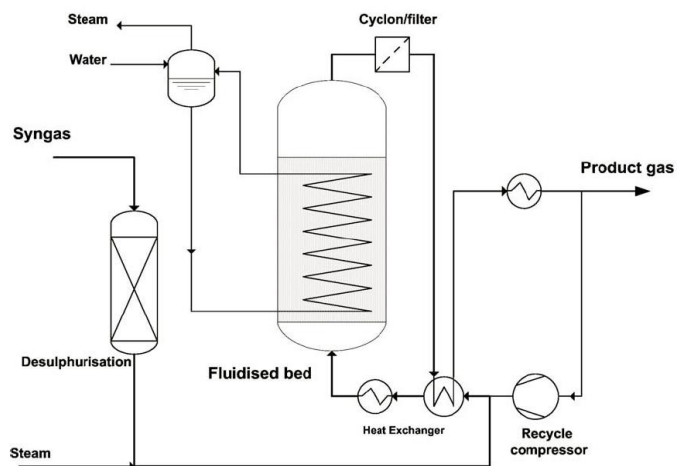 Steam
Cyclon/filter
Water
Syngas
Product gas
Desulphurisation
Fluidised bed
Heat Exchanger
Recycle
compressor
Steam